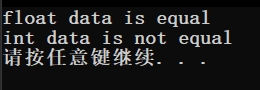 float data is equal
int data is not equal
请按任意键继续. . .